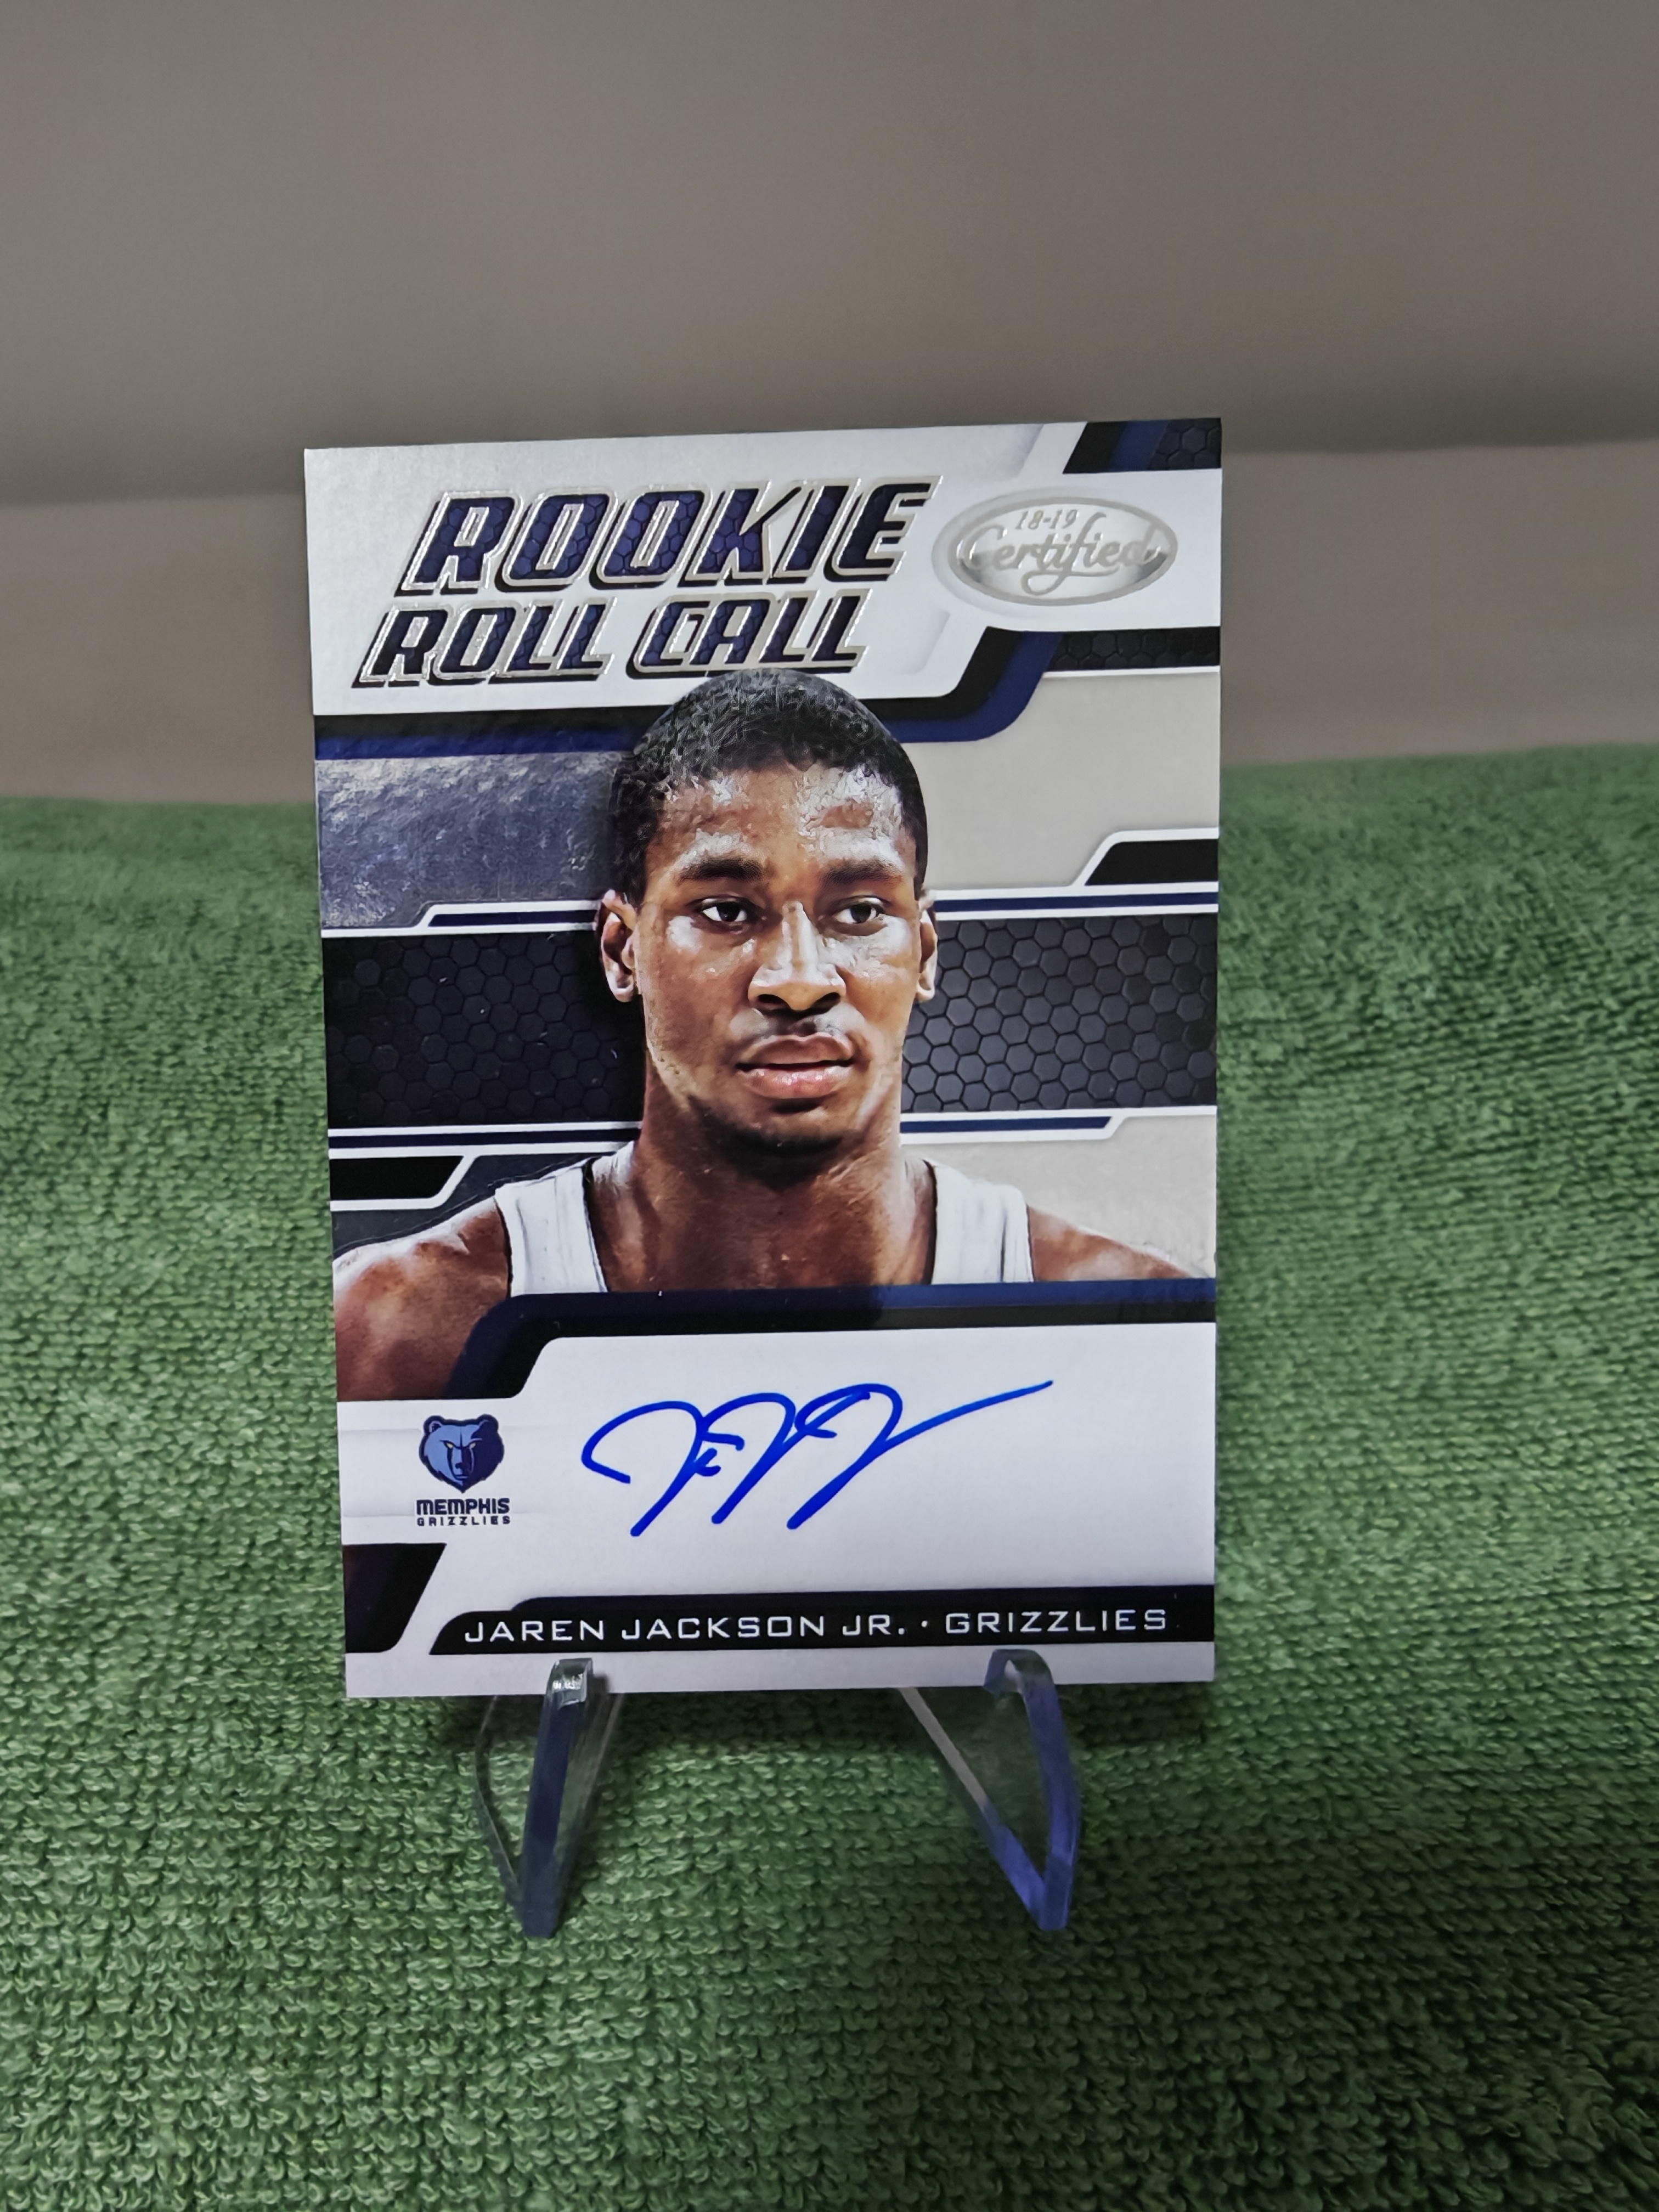 ROOKIE
ROLL CALL
18-19
Certified
MEMPHIS
GRIZZLIES
JAREN JACKSON JR. · GRIZZLIES